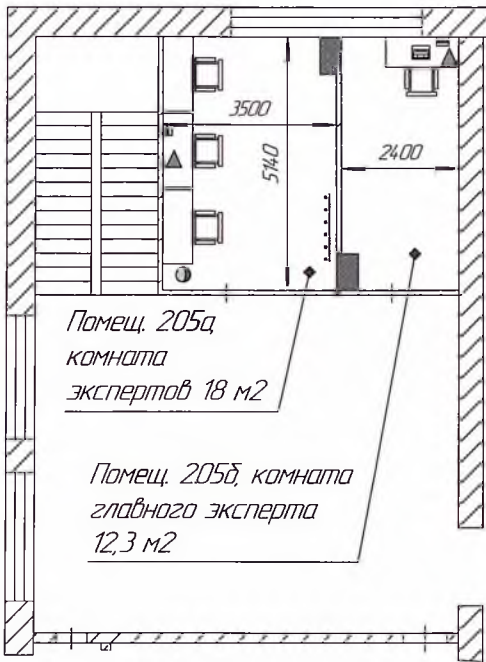 3500
5140
2400
Помещ. 205а,
комната
экспертов 18 м2
Помещ. 205б, комната
главного эксперта
12,3 м2